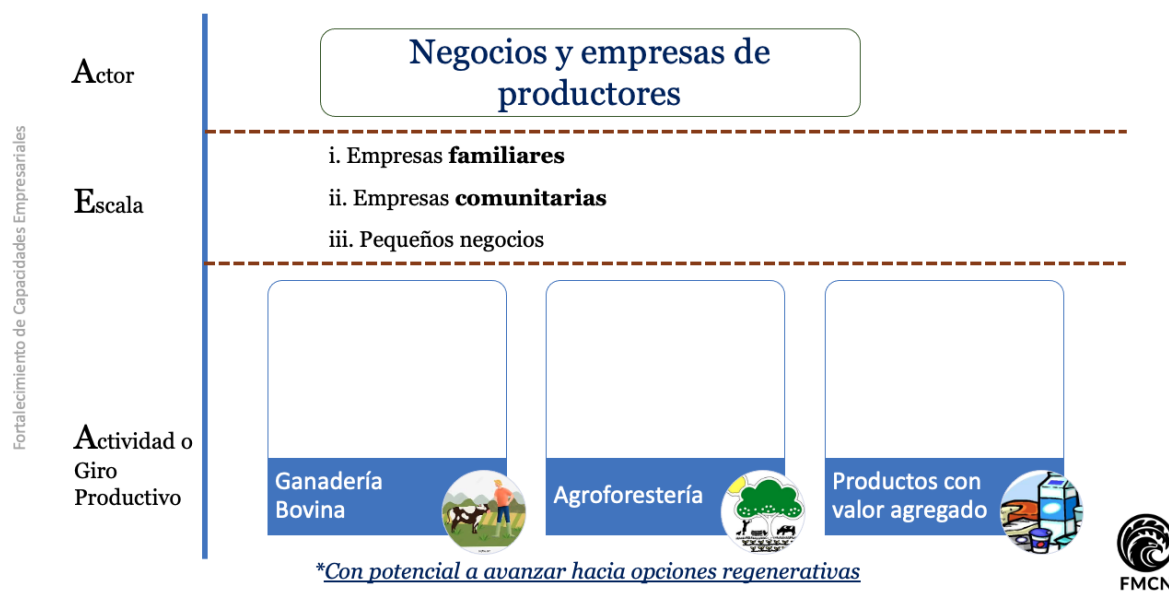 Fortalecimiento de Capacidades Empresariales
Actor
Negocios y empresas de
productores
Escala
i. Empresas familiares
ii. Empresas comunitarias
iii. Pequeños negocios
Actividad o
Giro
Productivo
Ganadería
Bovina
Agroforestería
Productos con
valor agregado
*Con potencial a avanzar hacia opciones regenerativas
FMCN